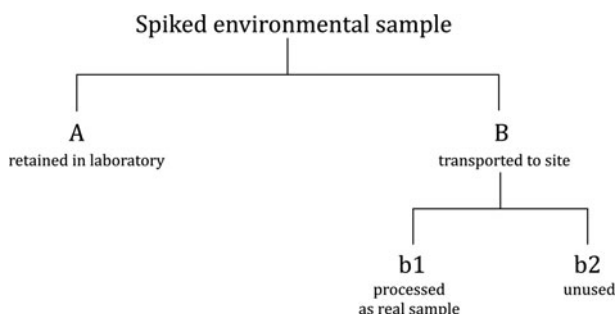 Spiked environmental sample
A
retained in laboratory
B
transported to site
b1
processed
as real sample
b2
unused